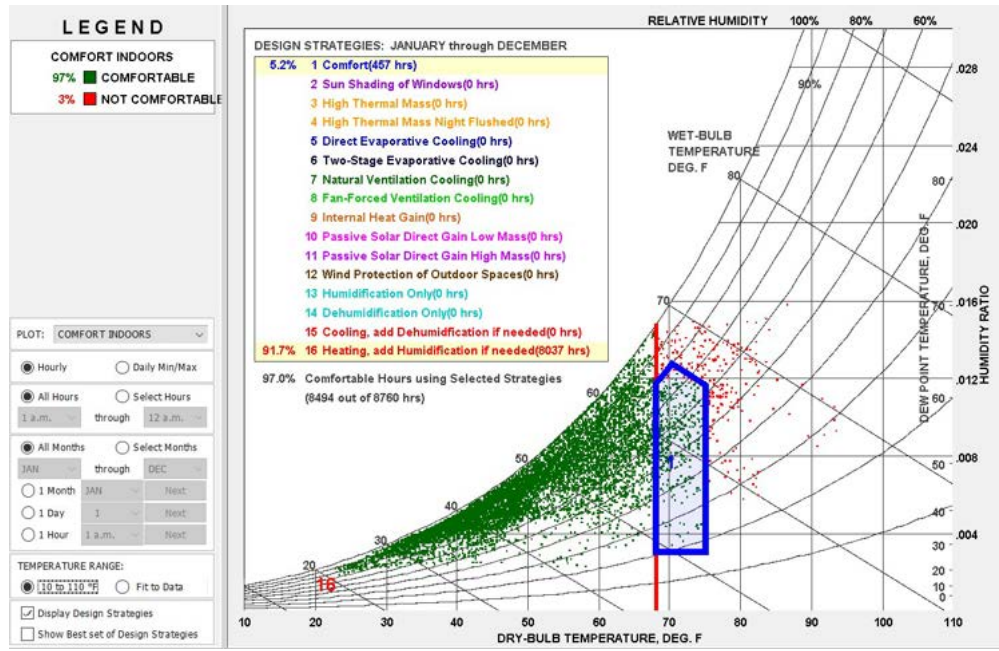 LEGEND
COMFORT INDOORS
97% COMFORTABLE
3% NOT COMFORTABLE
PLOT: COMFORT INDOORS
Hourly Daily Min/Max
All Hours Select Hours
1 a.m. through 12 a.m.
All Months Select Months
JAN through DEC
1 Month JAN Next
1 Day 1 Next
1 Hour 1 a.m. Next
TEMPERATURE RANGE:
10 to 110 °F Fit to Data
Display Design Strategies
Show Best set of Design Strategies
RELATIVE HUMIDITY 100% 80% 60%
90%
DESIGN STRATEGIES: JANUARY through DECEMBER
5.2% 1 Comfort(457 hrs)
2 Sun Shading of Windows(0 hrs)
3 High Thermal Mass(0 hrs)
4 High Thermal Mass Night Flushed(0 hrs)
5 Direct Evaporative Cooling(0 hrs)
6 Two-Stage Evaporative Cooling(0 hrs)
7 Natural Ventilation Cooling(0 hrs)
8 Fan-Forced Ventilation Cooling(0 hrs)
9 Internal Heat Gain(0 hrs)
10 Passive Solar Direct Gain Low Mass(0 hrs)
11 Passive Solar Direct Gain High Mass(0 hrs)
12 Wind Protection of Outdoor Spaces(0 hrs)
13 Humidification Only(0 hrs)
14 Dehumidification Only(0 hrs)
15 Cooling, add Dehumidfication if needed(0 hrs)
91.7% 16 Heating, add Humidification if needed(8037 hrs)
97.0% Comfortable Hours using Selected Strategies
(8494 out of 8760 hrs)
WET-BULB
TEMPERATURE
DEG. F
80
70
60
50
40
30
20
16
1
.028
.024
.020
.016
.012
.008
.004
HUMIDITY RATIO
80
70
60
50
40
30
20
10
0
DEW POINT TEMPERATURE, DEG. F
10 20 30 40 50 60 70 80 90 100 110
DRY-BULB TEMPERATURE, DEG. F